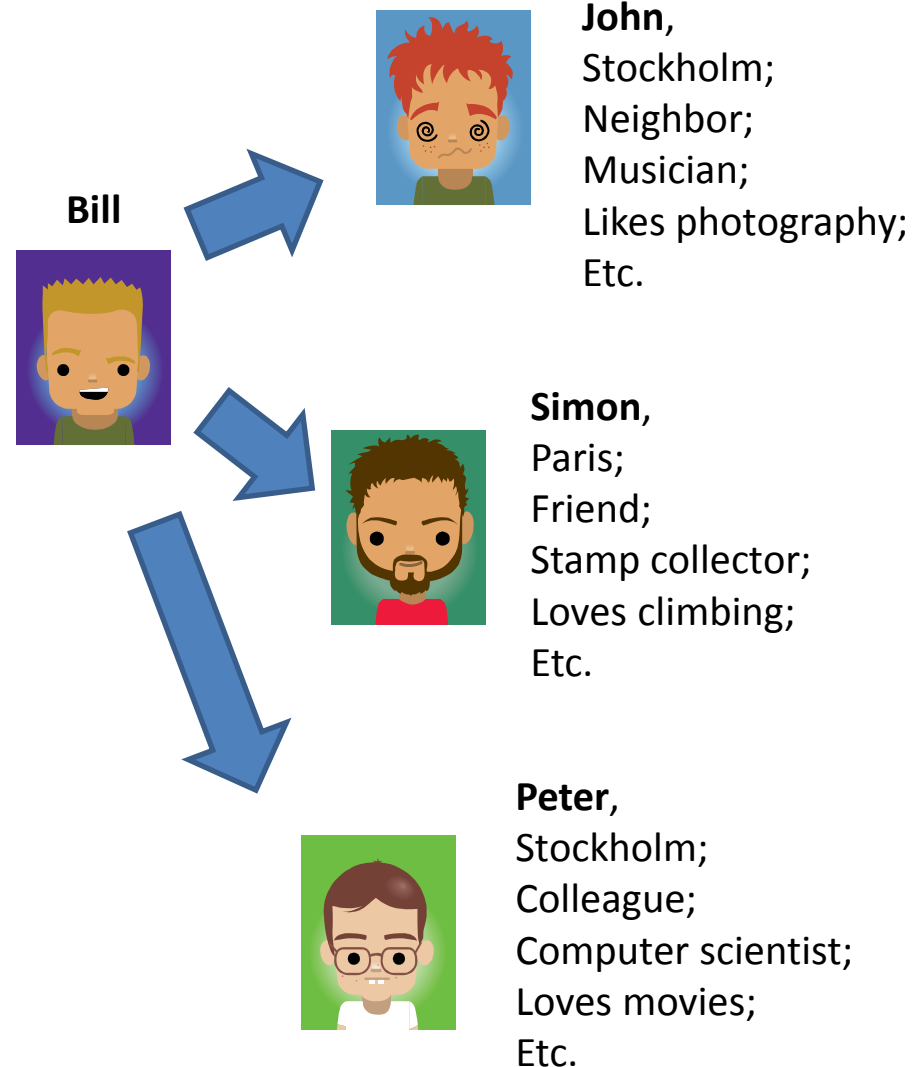 Bill
John,
Stockholm;
Neighbor;
Musician;
Likes photography;
Etc.
Simon,
Paris;
Friend;
Stamp collector;
Loves climbing;
Etc.
Peter,
Stockholm;
Colleague;
Computer scientist;
Loves movies;
Etc.